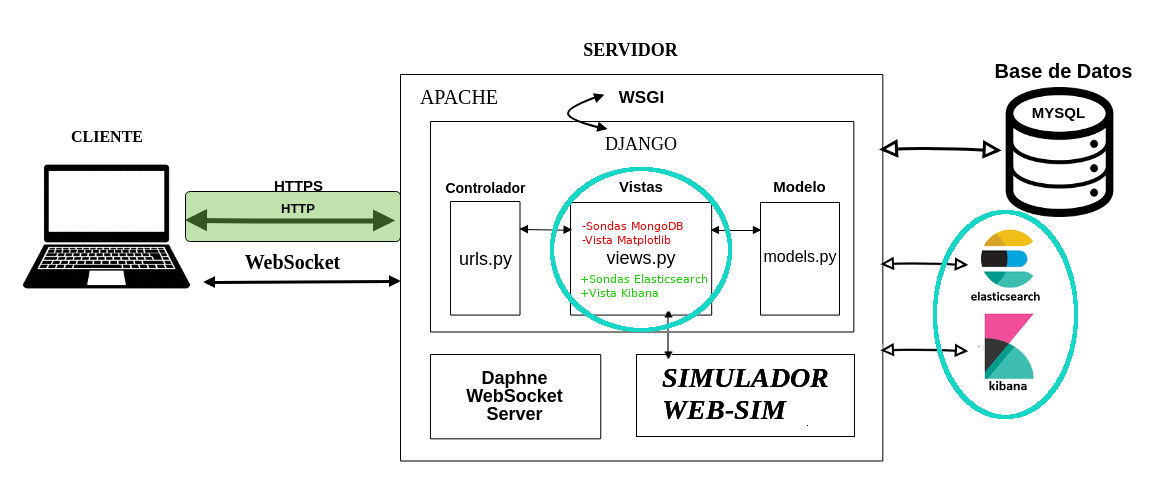 SERVIDOR
Base de Datos
APACHE
WSGI
MYSQL
CLIENTE
DJANGO
HTTPS
HTTP
Controlador
Vistas
Modelo
-Sondas MongoDB
-Vista Matplotlib
urls.py
views.py
models.py
+Sondas Elasticsearch
+Vista Kibana
WebSocket
elasticsearch
kibana
Daphne
WebSocket
Server
SIMULADOR
WEB-SIM